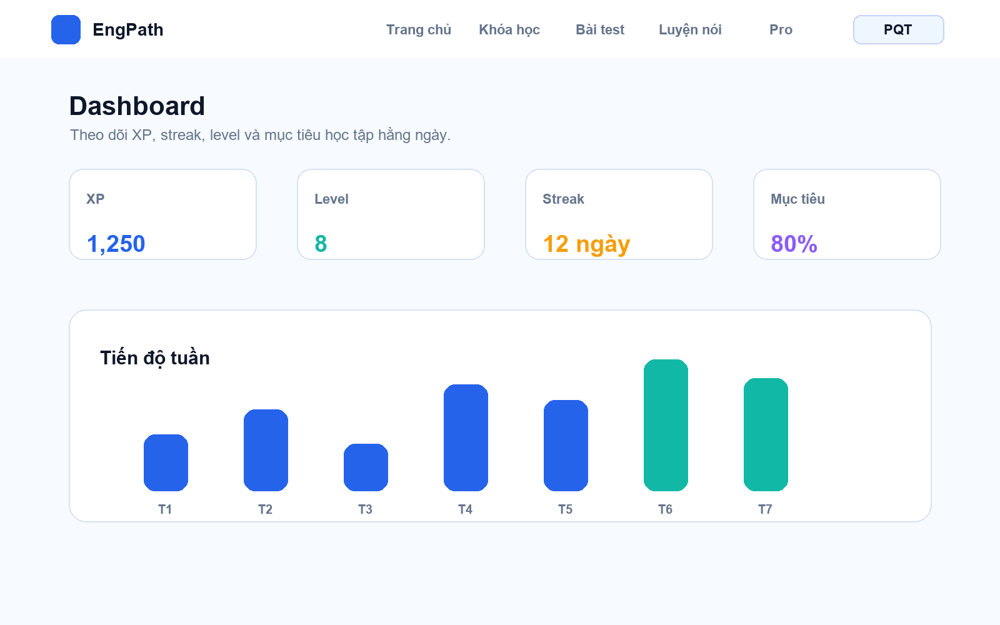 EngPath Trang chủ Khóa học Bài test Luyện nói Pro PQT
Dashboard
Theo dõi XP, streak, level và mục tiêu học tập hằng ngày.
XP Level Streak Mục tiêu
1,250 8 12 ngày 80%
Tiến độ tuần
T1 T2 T3 T4 T5 T6 T7